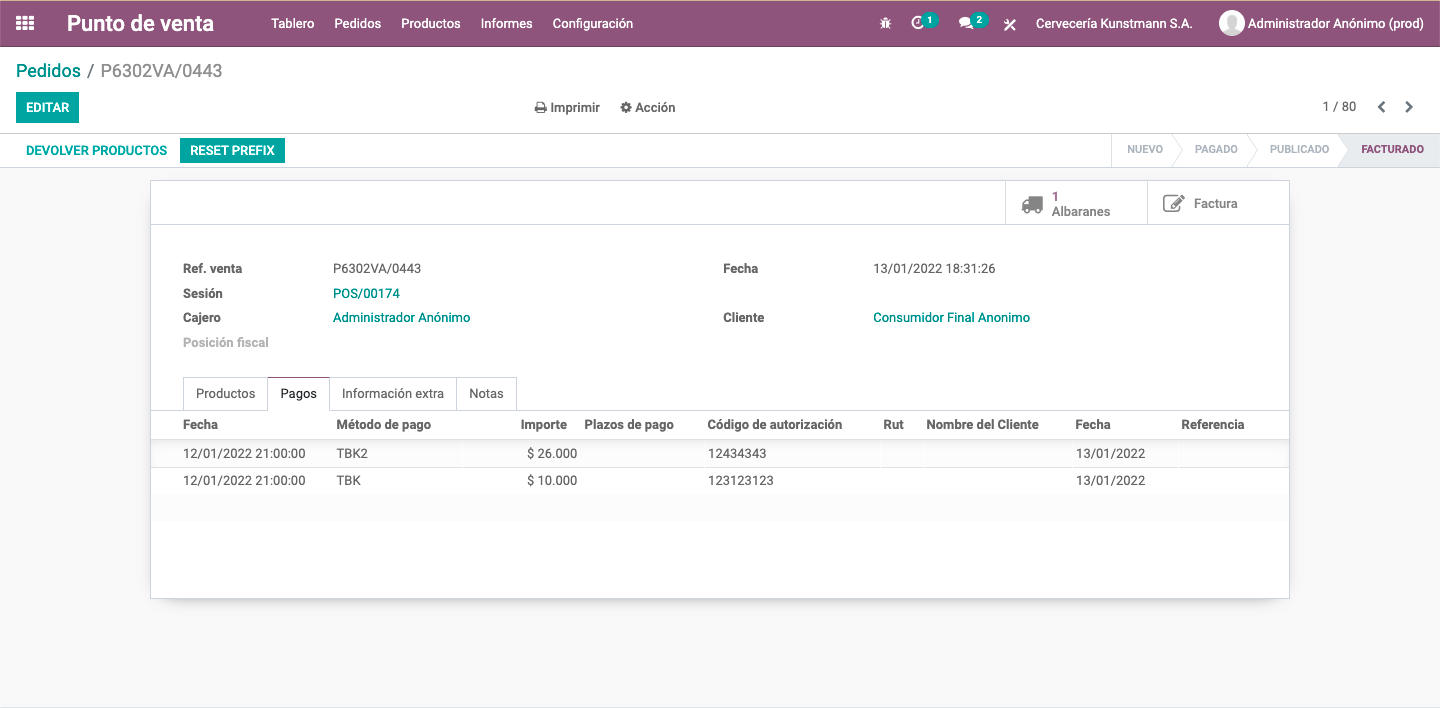 Punto de venta Tablero Pedidos Productos Informes Configuración 1 2 Cervecería Kunstmann S.A. Administrador Anónimo (prod)
Pedidos / P6302VA/0443
EDITAR Imprimir Acción 1 / 80
DEVOLVER PRODUCTOS RESET PREFIX NUEVO PAGADO PUBLICADO FACTURADO
1
Albaranes Factura
Ref. venta P6302VA/0443 Fecha 13/01/2022 18:31:26
Sesión POS/00174
Cajero Administrador Anónimo Cliente Consumidor Final Anonimo
Posición fiscal
Productos Pagos Información extra Notas
Fecha Método de pago Importe Plazos de pago Código de autorización Rut Nombre del Cliente Fecha Referencia
12/01/2022 21:00:00 TBK2 $ 26.000 12434343 13/01/2022
12/01/2022 21:00:00 TBK $ 10.000 123123123 13/01/2022